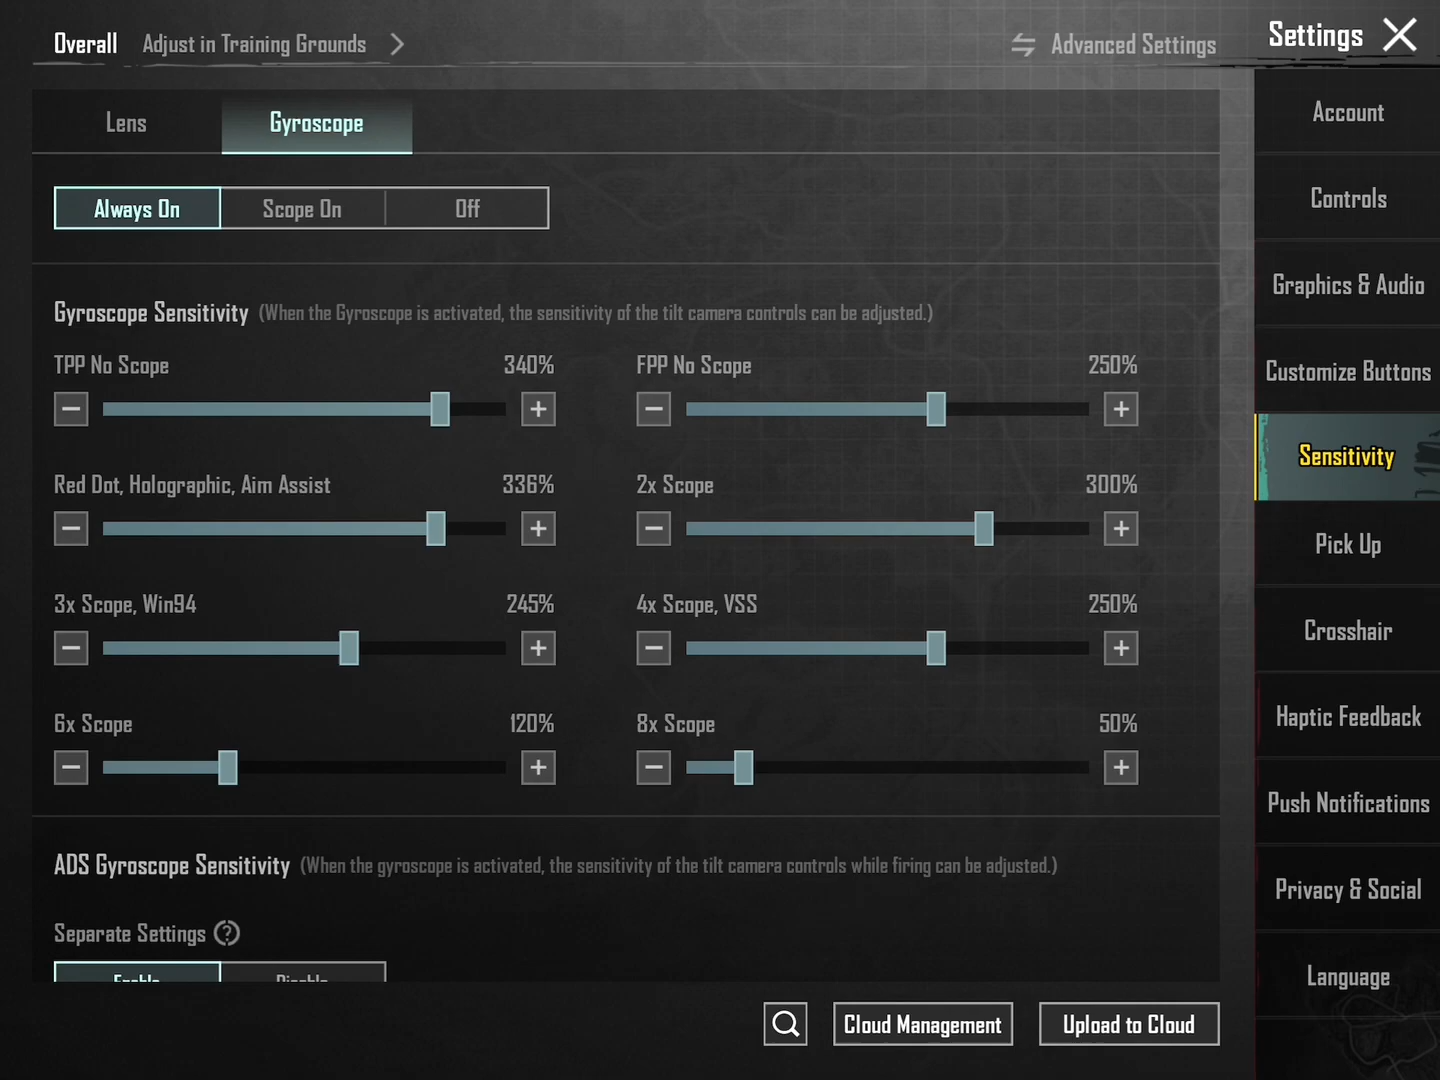 Overall
Adjust in Training Grounds
Advanced Settings
Settings
Lens
Gyroscope
Always On
Scope On
Off
Gyroscope Sensitivity (When the Gyroscope is activated, the sensitivity of the tilt camera controls can be adjusted.)
TPP No Scope 340%
FPP No Scope 250%
Red Dot, Holographic, Aim Assist 336%
2x Scope 300%
3x Scope, Win94 245%
4x Scope, VSS 250%
6x Scope 120%
8x Scope 50%
ADS Gyroscope Sensitivity (When the gyroscope is activated, the sensitivity of the tilt camera controls while firing can be adjusted.)
Separate Settings ?
Enable
Disable
Cloud Management
Upload to Cloud
Account
Controls
Graphics & Audio
Customize Buttons
Sensitivity
Pick Up
Crosshair
Haptic Feedback
Push Notifications
Privacy & Social
Language